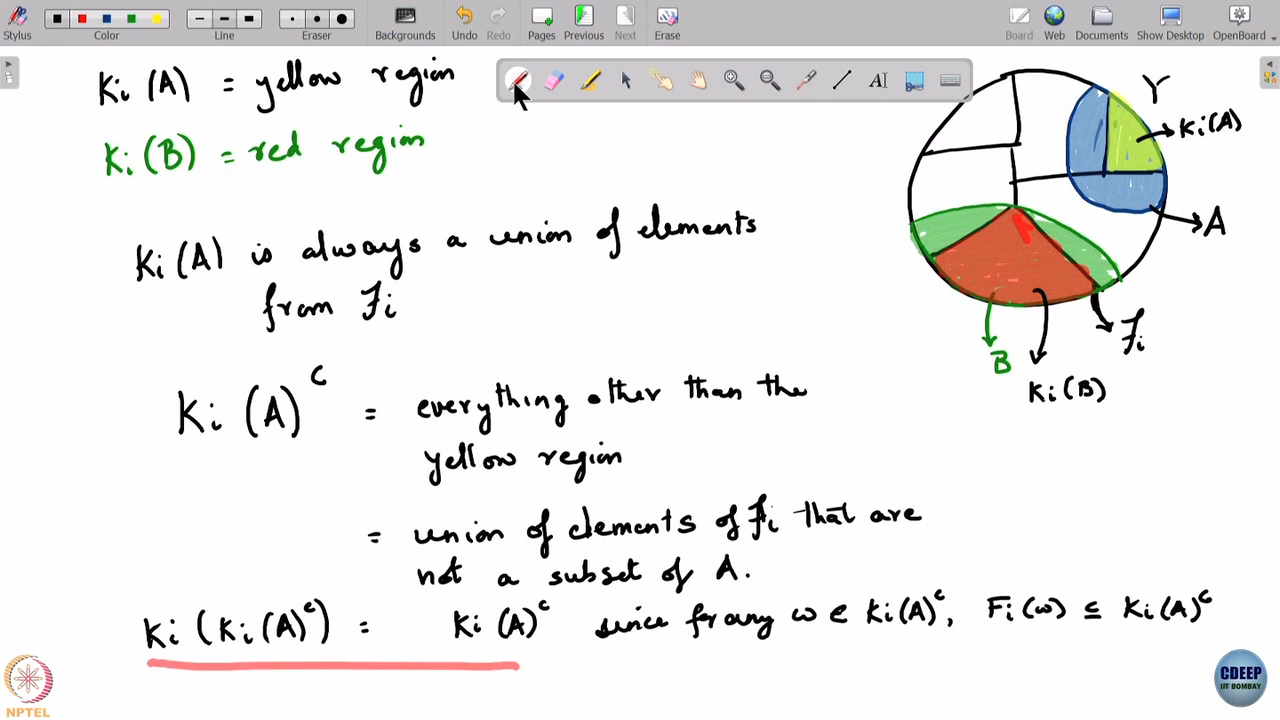 Stylus Color Line Eraser Backgrounds Undo Redo Pages Previous Next Erase Board Web Documents Show Desktop OpenBoard
Ki (A) = yellow region
Ki (B) = red region
Y
Ki(A)
A
Ki (A) is always a union of elements
from Fi
B
Ki (B)
Fi
Ki (A)^c = everything other than the
yellow region
= union of elements of Fi that are
not a subset of A.
Ki (Ki (A)^c) = Ki (A)^c since for any ω ∈ Ki(A)^c, Fi(ω) ⊆ Ki(A)^c
NPTEL
CDEEP
IIT BOMBAY